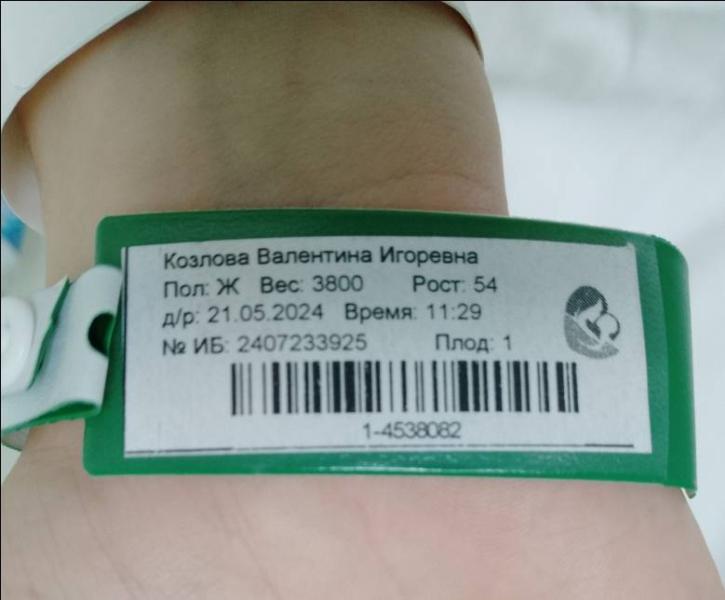 Козлова Валентина Игоревна
Пол: Ж Вес: 3800 Рост: 54
д/р: 21.05.2024 Время: 11:29
№ ИБ: 2407233925 Плод: 1
1-4538082